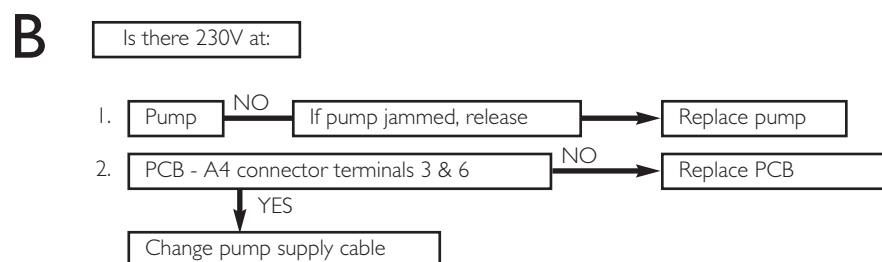 B
Is there 230V at:
1. Pump NO If pump jammed, release Replace pump
2. PCB - A4 connector terminals 3 & 6 NO Replace PCB
YES
Change pump supply cable